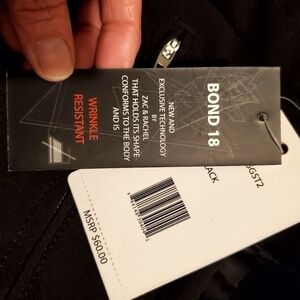 BOND 18
NEW AND
EXCLUSIVE TECHNOLOGY
BY
ZAC & RACHEL
THAT HOLDS ITS SHAPE
CONFORMS TO THE BODY
AND IS
WRINKLE
RESISTANT
GST2
ACK
MSRP $60.00